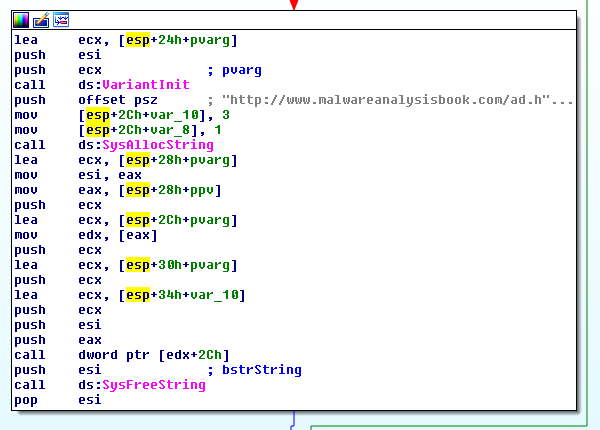 lea ecx, [esp+24h+pvarg]
push esi
push ecx ; pvarg
call ds:VariantInit
push offset psz ; "http://www.malwareanalysisbook.com/ad.h"...
mov [esp+2Ch+var_10], 3
mov [esp+2Ch+var_8], 1
call ds:SysAllocString
lea ecx, [esp+28h+pvarg]
mov esi, eax
mov eax, [esp+28h+ppv]
push ecx
lea ecx, [esp+2Ch+pvarg]
mov edx, [eax]
push ecx
lea ecx, [esp+30h+pvarg]
push ecx
lea ecx, [esp+34h+var_10]
push ecx
push esi
push eax
call dword ptr [edx+2Ch]
push esi ; bstrString
call ds:SysFreeString
pop esi